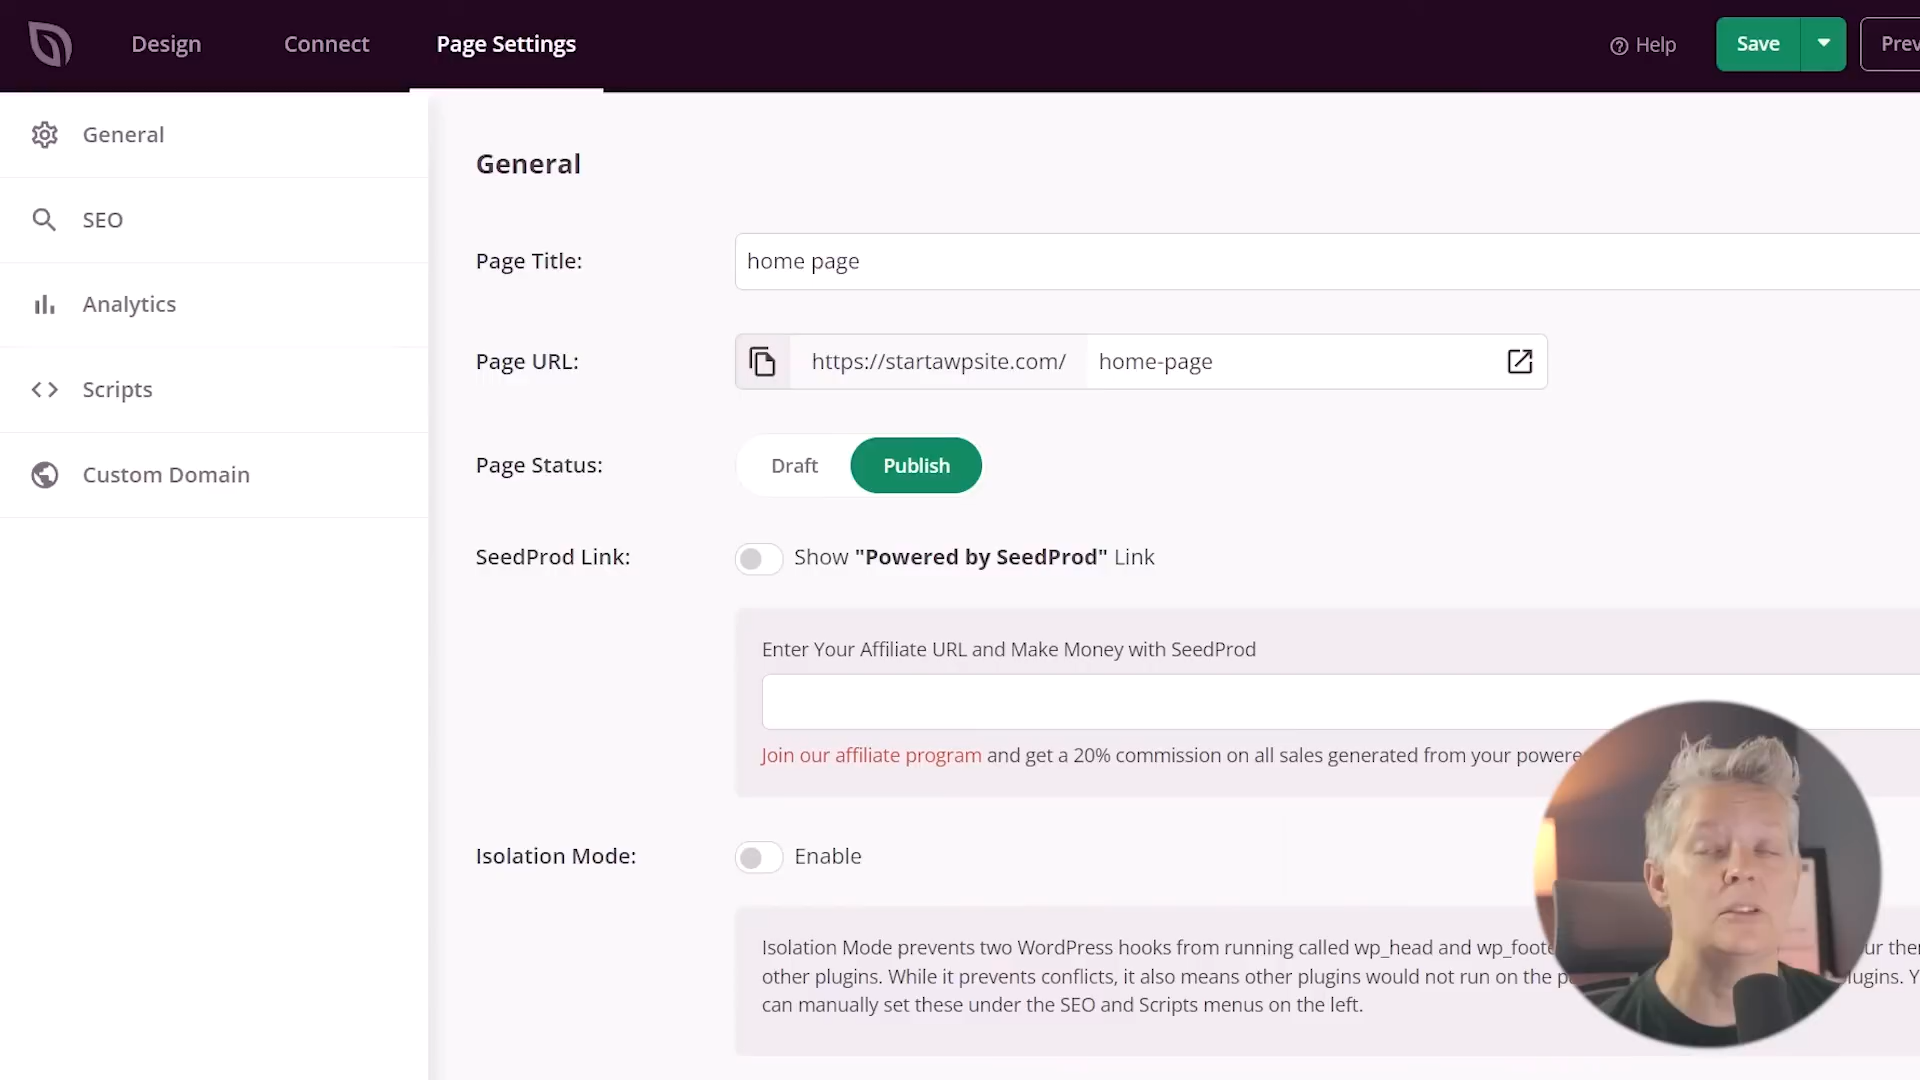 Design
Connect
Page Settings
Help
Save
General
SEO
Analytics
Scripts
Custom Domain
General
Page Title:
home page
Page URL:
https://startawpsite.com/
home-page
Page Status:
Draft
Publish
SeedProd Link:
Show "Powered by SeedProd" Link
Enter Your Affiliate URL and Make Money with SeedProd
Join our affiliate program and get a 20% commission on all sales generated from your
Isolation Mode:
Enable
Isolation Mode prevents two WordPress hooks from running called wp_head and
other plugins. While it prevents conflicts, it also means other plugins would not run on the
can manually set these under the SEO and Scripts menus on the left.